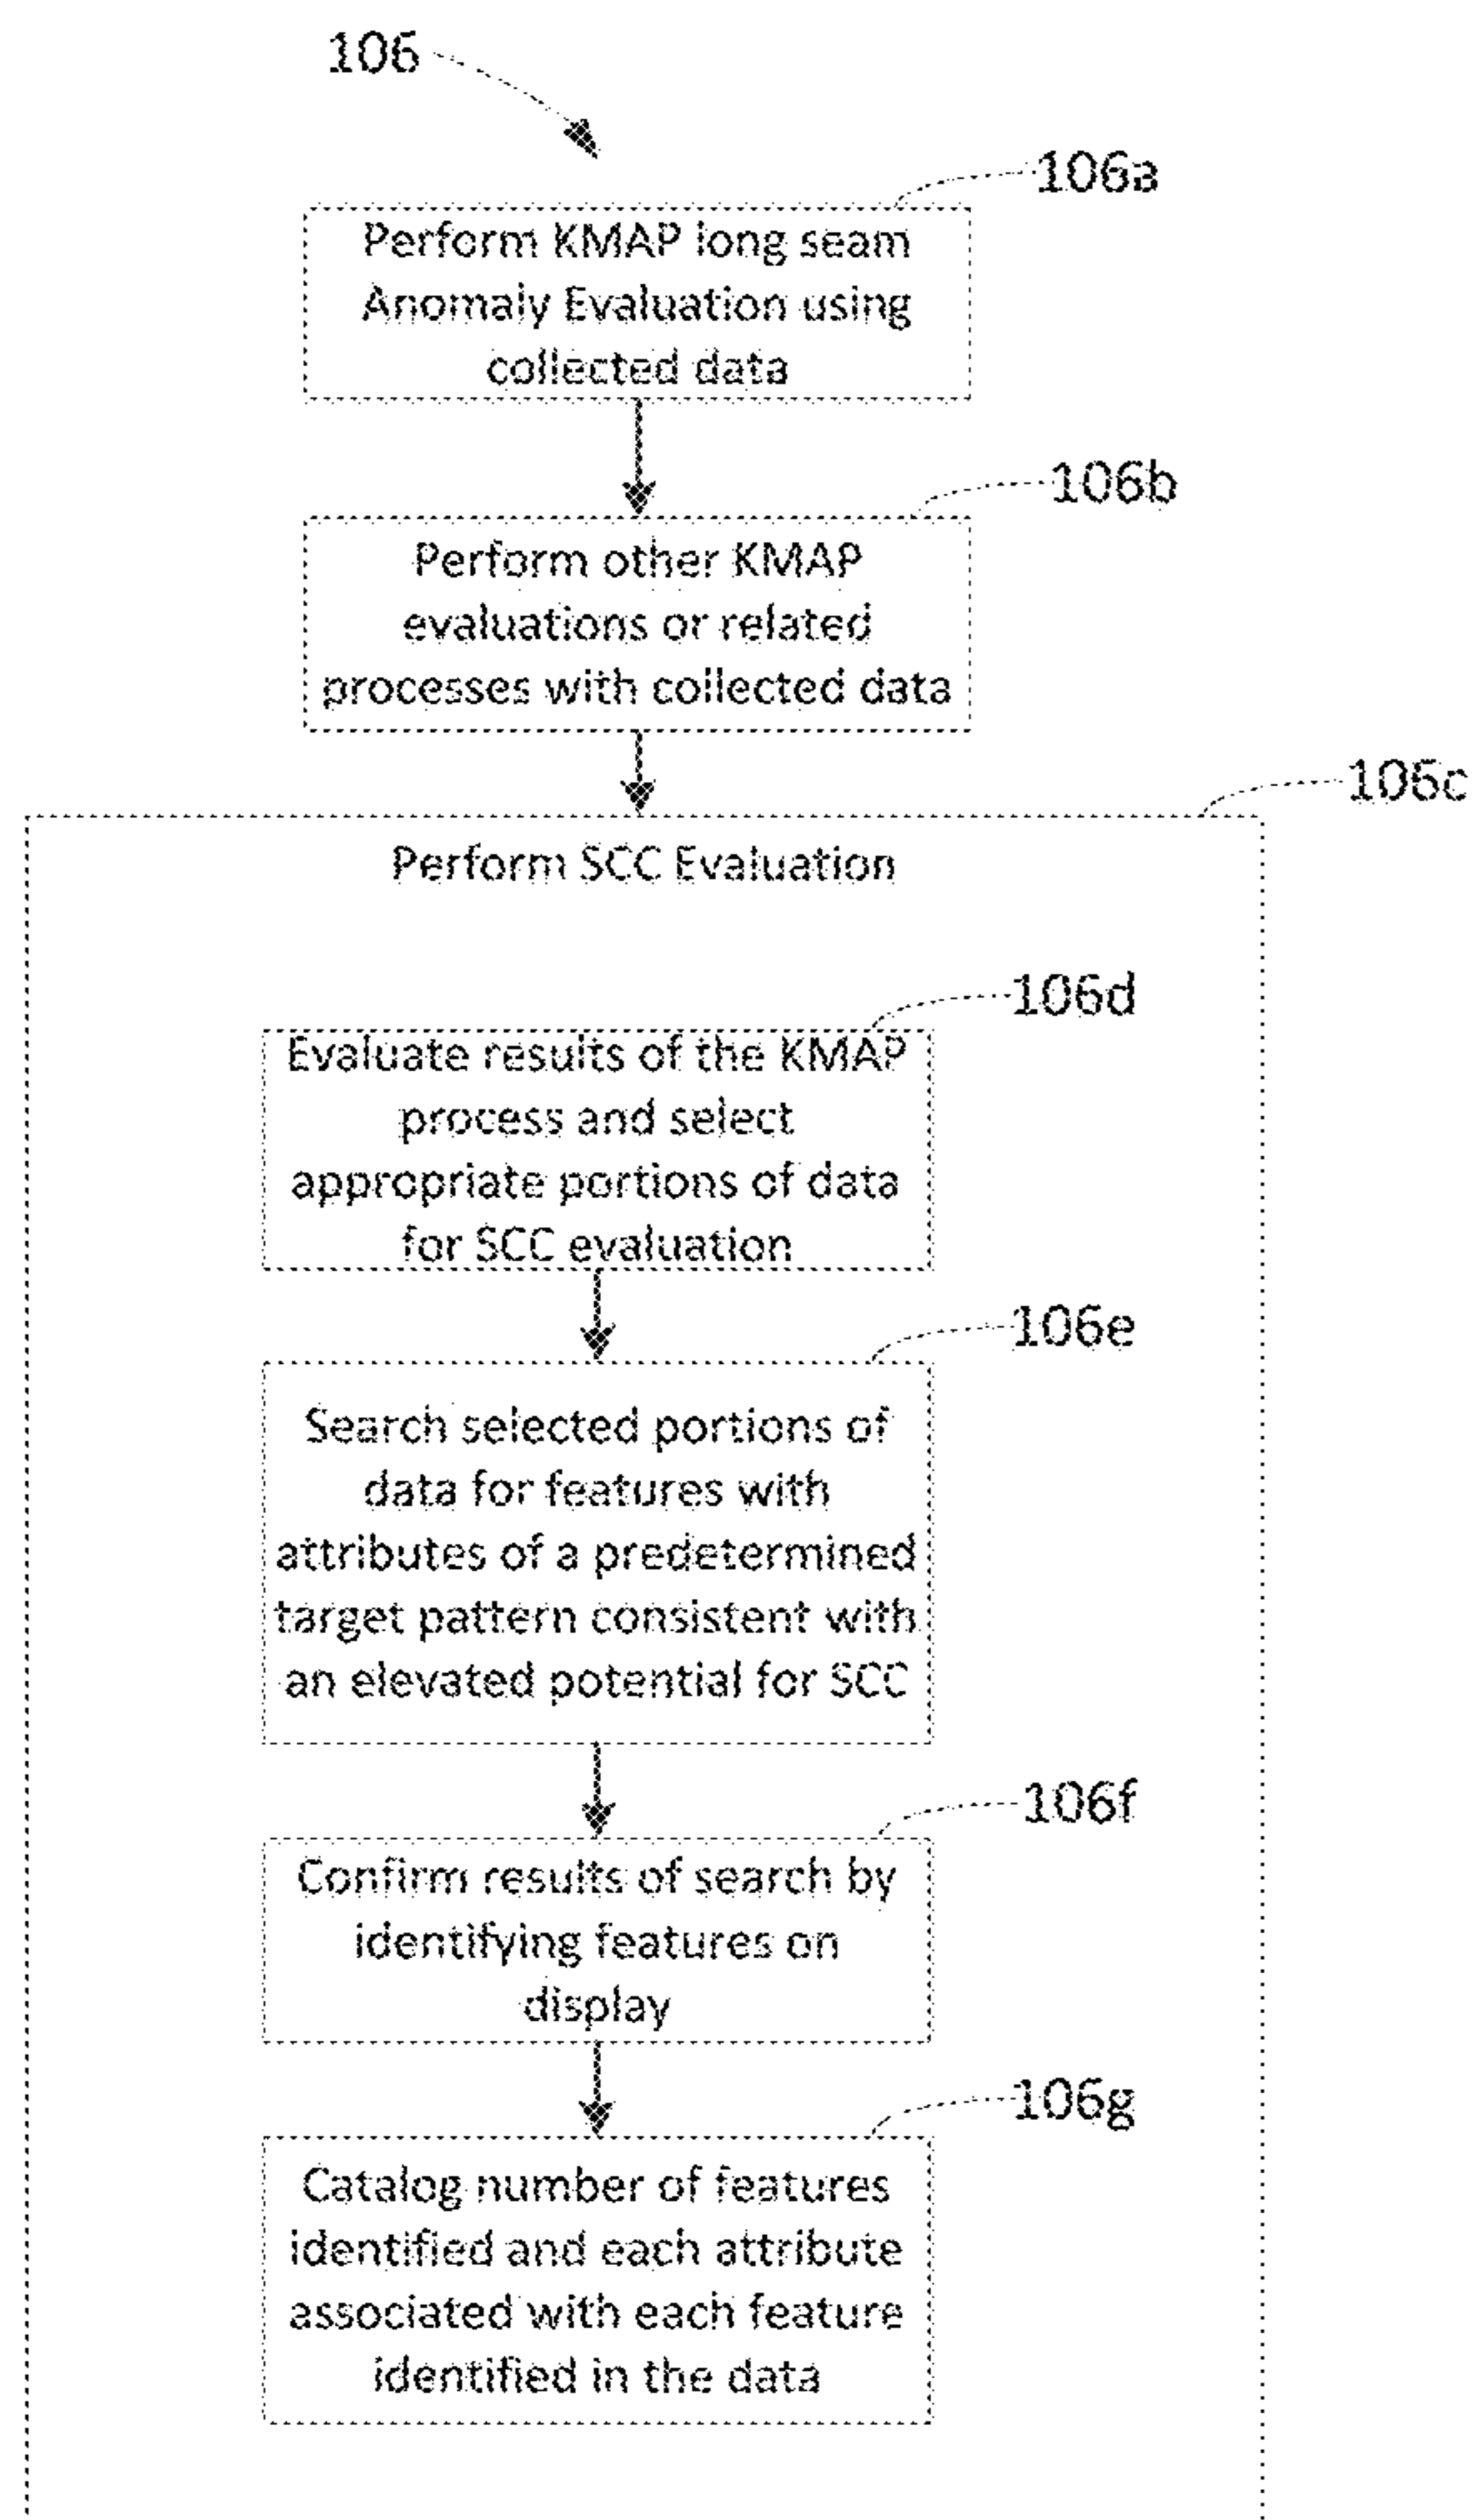 106
106a
Perform KMAP long seam
Anomaly Evaluation using
collected data
106b
Perform other KMAP
evaluations or related
processes with collected data
106c
Perform SCC Evaluation
106d
Evaluate results of the KMAP
process and select
appropriate portions of data
for SCC evaluation
106e
Search selected portions of
data for features with
attributes of a predetermined
target pattern consistent with
an elevated potential for SCC
106f
Confirm results of search by
identifying features on
display
106g
Catalog number of features
identified and each attribute
associated with each feature
identified in the data